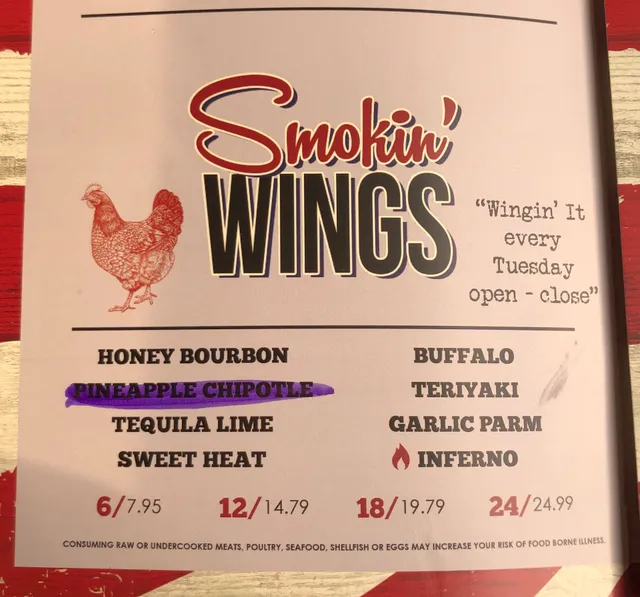 Smokin'
WINGS
"Wingin' It
every
Tuesday
open - close"
HONEY BOURBON
PINEAPPLE CHIPOTLE
TEQUILA LIME
SWEET HEAT
BUFFALO
TERIYAKI
GARLIC PARM
INFERNO
6/7.95 12/14.79 18/19.79 24/24.99
CONSUMING RAW OR UNDERCOOKED MEATS, POULTRY, SEAFOOD, SHELLFISH OR EGGS MAY INCREASE YOUR RISK OF FOOD BORNE ILLNESS.